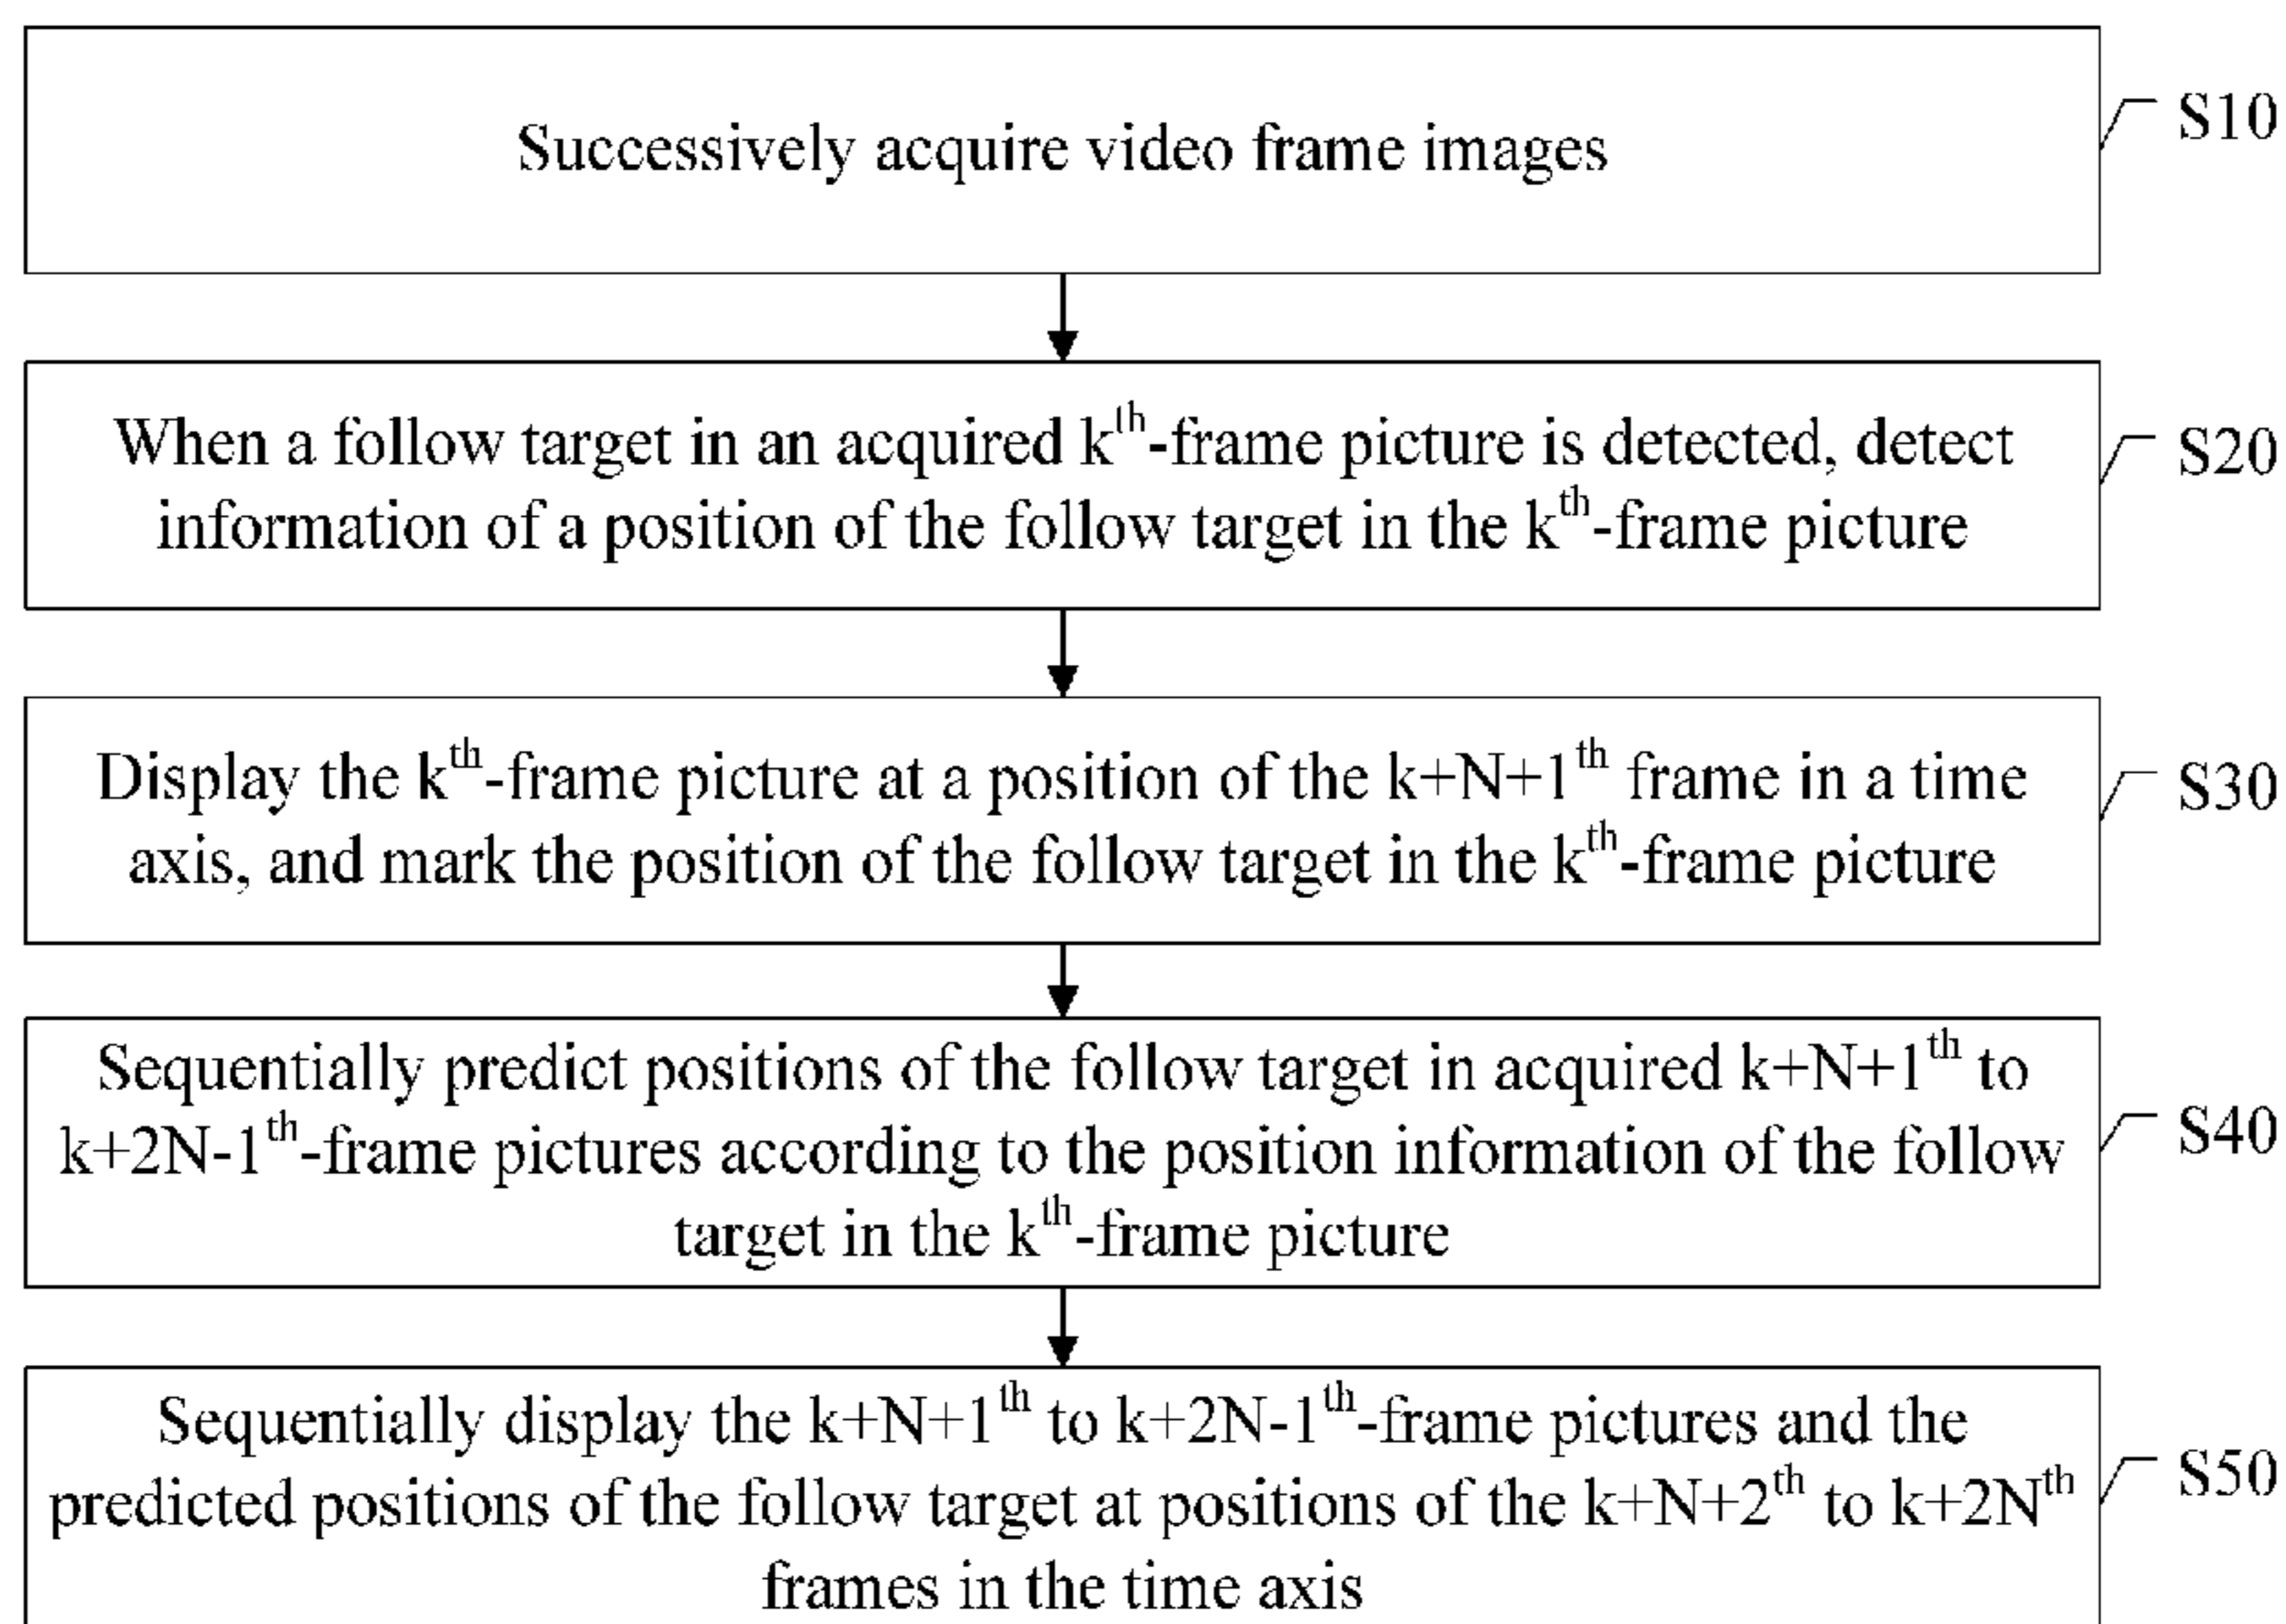 Successively acquire video frame images
S10
When a follow target in an acquired kth-frame picture is detected, detect
information of a position of the follow target in the kth-frame picture
S20
Display the kth-frame picture at a position of the k+N+1th frame in a time
axis, and mark the position of the follow target in the kth-frame picture
S30
Sequentially predict positions of the follow target in acquired k+N+1th to
k+2N-1th-frame pictures according to the position information of the follow
target in the kth-frame picture
S40
Sequentially display the k+N+1th to k+2N-1th-frame pictures and the
predicted positions of the follow target at positions of the k+N+2th to k+2Nth
frames in the time axis
S50